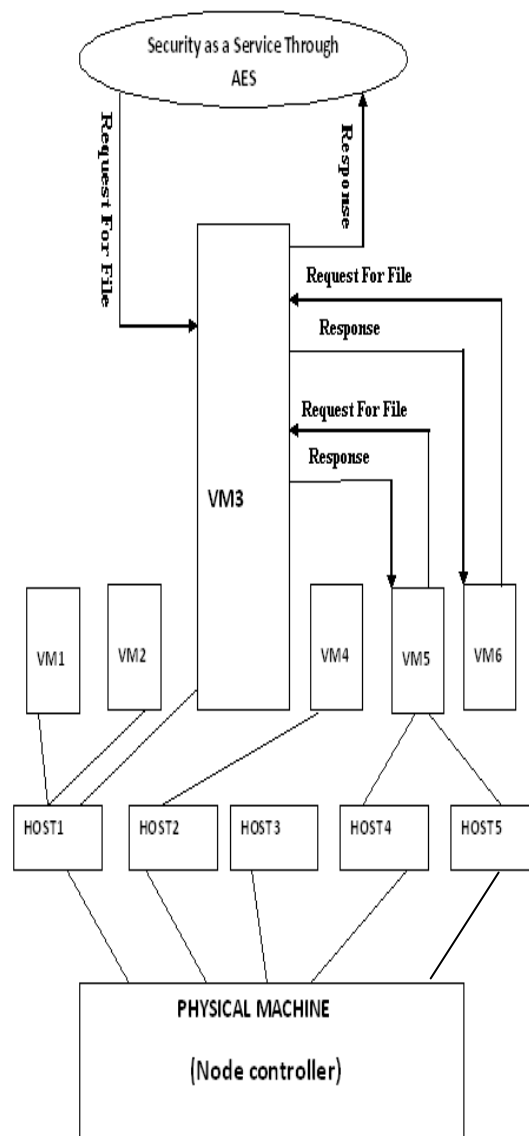 Security as a Service Through
AES
Request For File
Response
Request For File
Response
Request For File
Response
VM3
VM1
VM2
VM4
VM5
VM6
HOST1
HOST2
HOST3
HOST4
HOST5
PHYSICAL MACHINE
(Node controller)